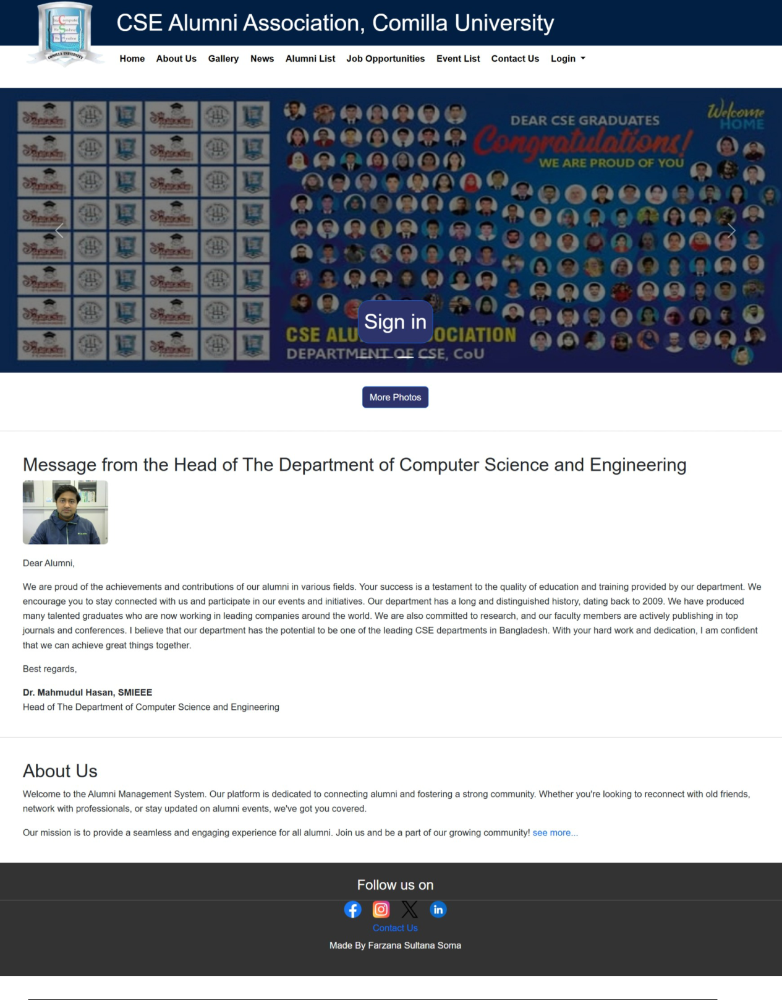 We Compute
We Solve
We Evolve
COMILLA UNIVERSITY
CSE Alumni Association, Comilla University
Home About Us Gallery News Alumni List Job Opportunities Event List Contact Us Login
Welcome
HOME
DEAR CSE GRADUATES
Congratulations!
WE ARE PROUD OF YOU
Sign in
CSE ALU OCIATION
DEPARTMENT OF CSE, CoU
More Photos
Message from the Head of The Department of Computer Science and Engineering
Dear Alumni,
We are proud of the achievements and contributions of our alumni in various fields. Your success is a testament to the quality of education and training provided by our department. We
encourage you to stay connected with us and participate in our events and initiatives. Our department has a long and distinguished history, dating back to 2009. We have produced
many talented graduates who are now working in leading companies around the world. We are also committed to research, and our faculty members are actively publishing in top
journals and conferences. I believe that our department has the potential to be one of the leading CSE departments in Bangladesh. With your hard work and dedication, I am confident
that we can achieve great things together.
Best regards,
Dr. Mahmudul Hasan, SMIEEE
Head of The Department of Computer Science and Engineering
About Us
Welcome to the Alumni Management System. Our platform is dedicated to connecting alumni and fostering a strong community. Whether you're looking to reconnect with old friends,
network with professionals, or stay updated on alumni events, we've got you covered.
Our mission is to provide a seamless and engaging experience for all alumni. Join us and be a part of our growing community! see more...
Follow us on
Contact Us
Made By Farzana Sultana Soma